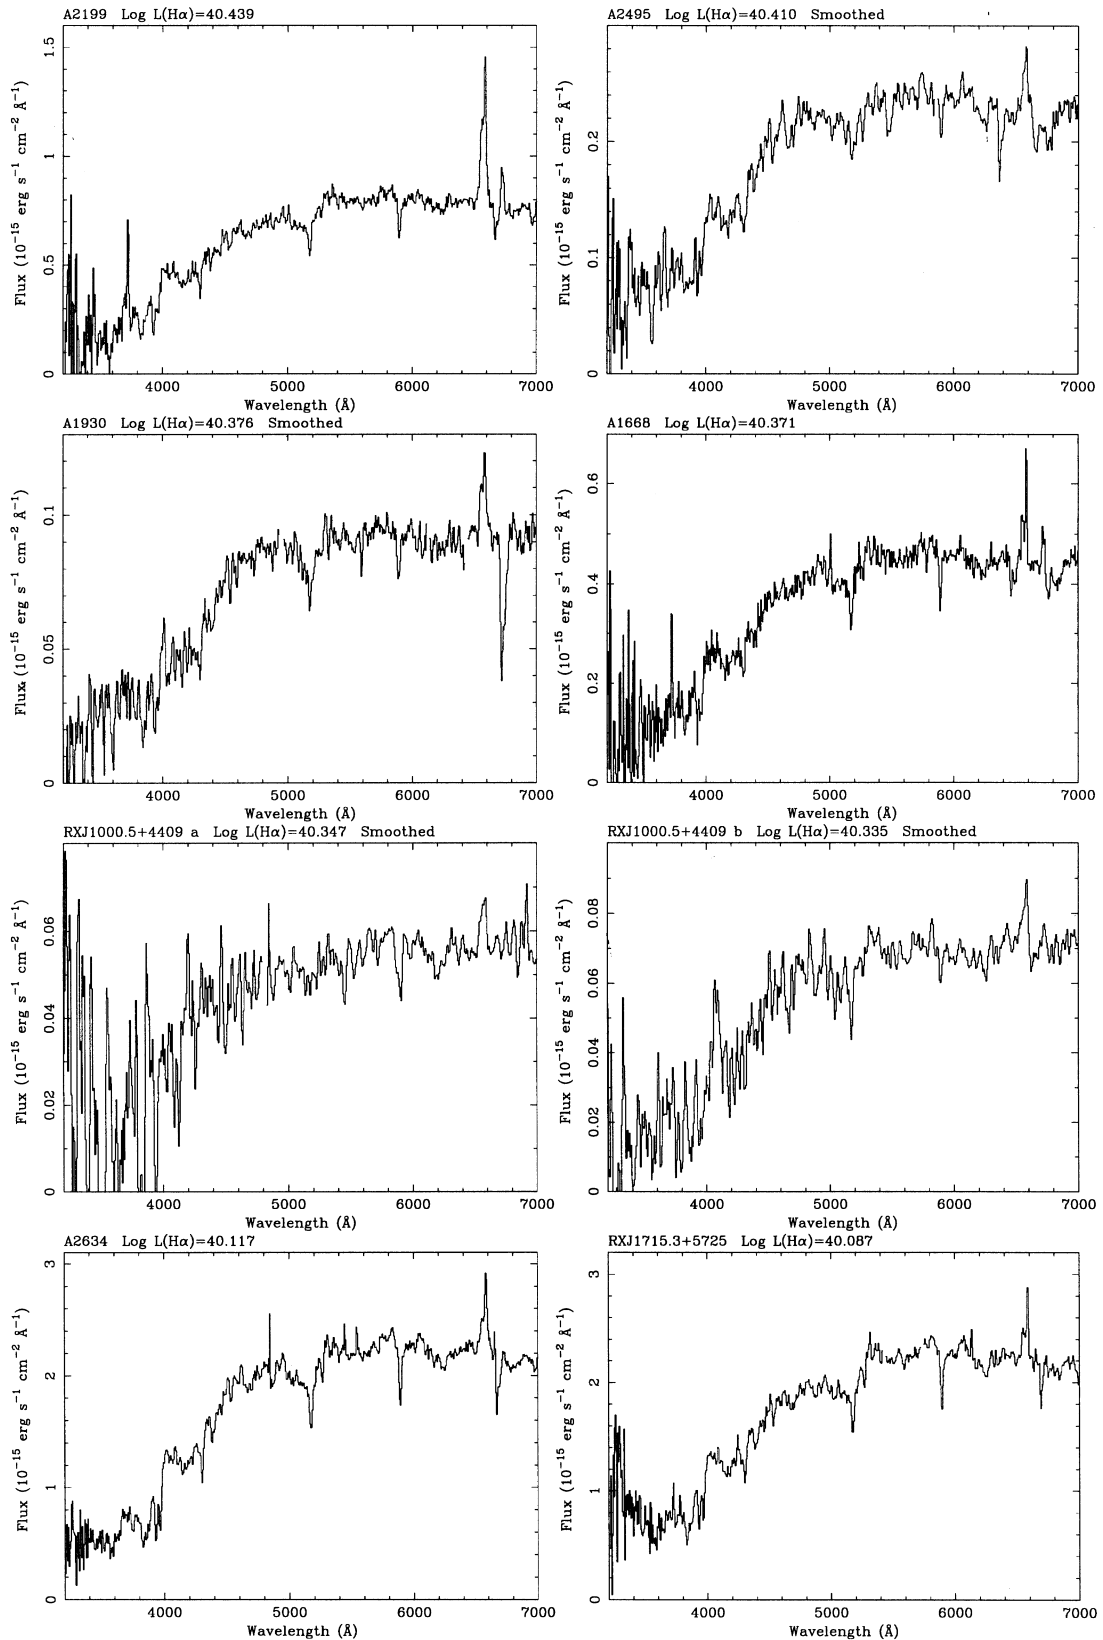 A2199 Log L(Hα)=40.439
Flux (10⁻¹⁵ erg s⁻¹ cm⁻² Å⁻¹)
1.5
1
0.5
0
4000 5000 6000 7000
Wavelength (Å)
A2495 Log L(Hα)=40.410 Smoothed
Flux (10⁻¹⁵ erg s⁻¹ cm⁻² Å⁻¹)
0.2
0.1
0
4000 5000 6000 7000
Wavelength (Å)
A1930 Log L(Hα)=40.376 Smoothed
Flux (10⁻¹⁵ erg s⁻¹ cm⁻² Å⁻¹)
0.1
0.05
0
4000 5000 6000 7000
Wavelength (Å)
A1668 Log L(Hα)=40.371
Flux (10⁻¹⁵ erg s⁻¹ cm⁻² Å⁻¹)
0.6
0.4
0.2
0
4000 5000 6000 7000
Wavelength (Å)
RXJ1000.5+4409 a Log L(Hα)=40.347 Smoothed
Flux (10⁻¹⁵ erg s⁻¹ cm⁻² Å⁻¹)
0.06
0.04
0.02
0
4000 5000 6000 7000
Wavelength (Å)
RXJ1000.5+4409 b Log L(Hα)=40.335 Smoothed
Flux (10⁻¹⁵ erg s⁻¹ cm⁻² Å⁻¹)
0.08
0.06
0.04
0.02
0
4000 5000 6000 7000
Wavelength (Å)
A2634 Log L(Hα)=40.117
Flux (10⁻¹⁵ erg s⁻¹ cm⁻² Å⁻¹)
3
2
1
0
4000 5000 6000 7000
Wavelength (Å)
RXJ1715.3+5725 Log L(Hα)=40.087
Flux (10⁻¹⁵ erg s⁻¹ cm⁻² Å⁻¹)
3
2
1
0
4000 5000 6000 7000
Wavelength (Å)